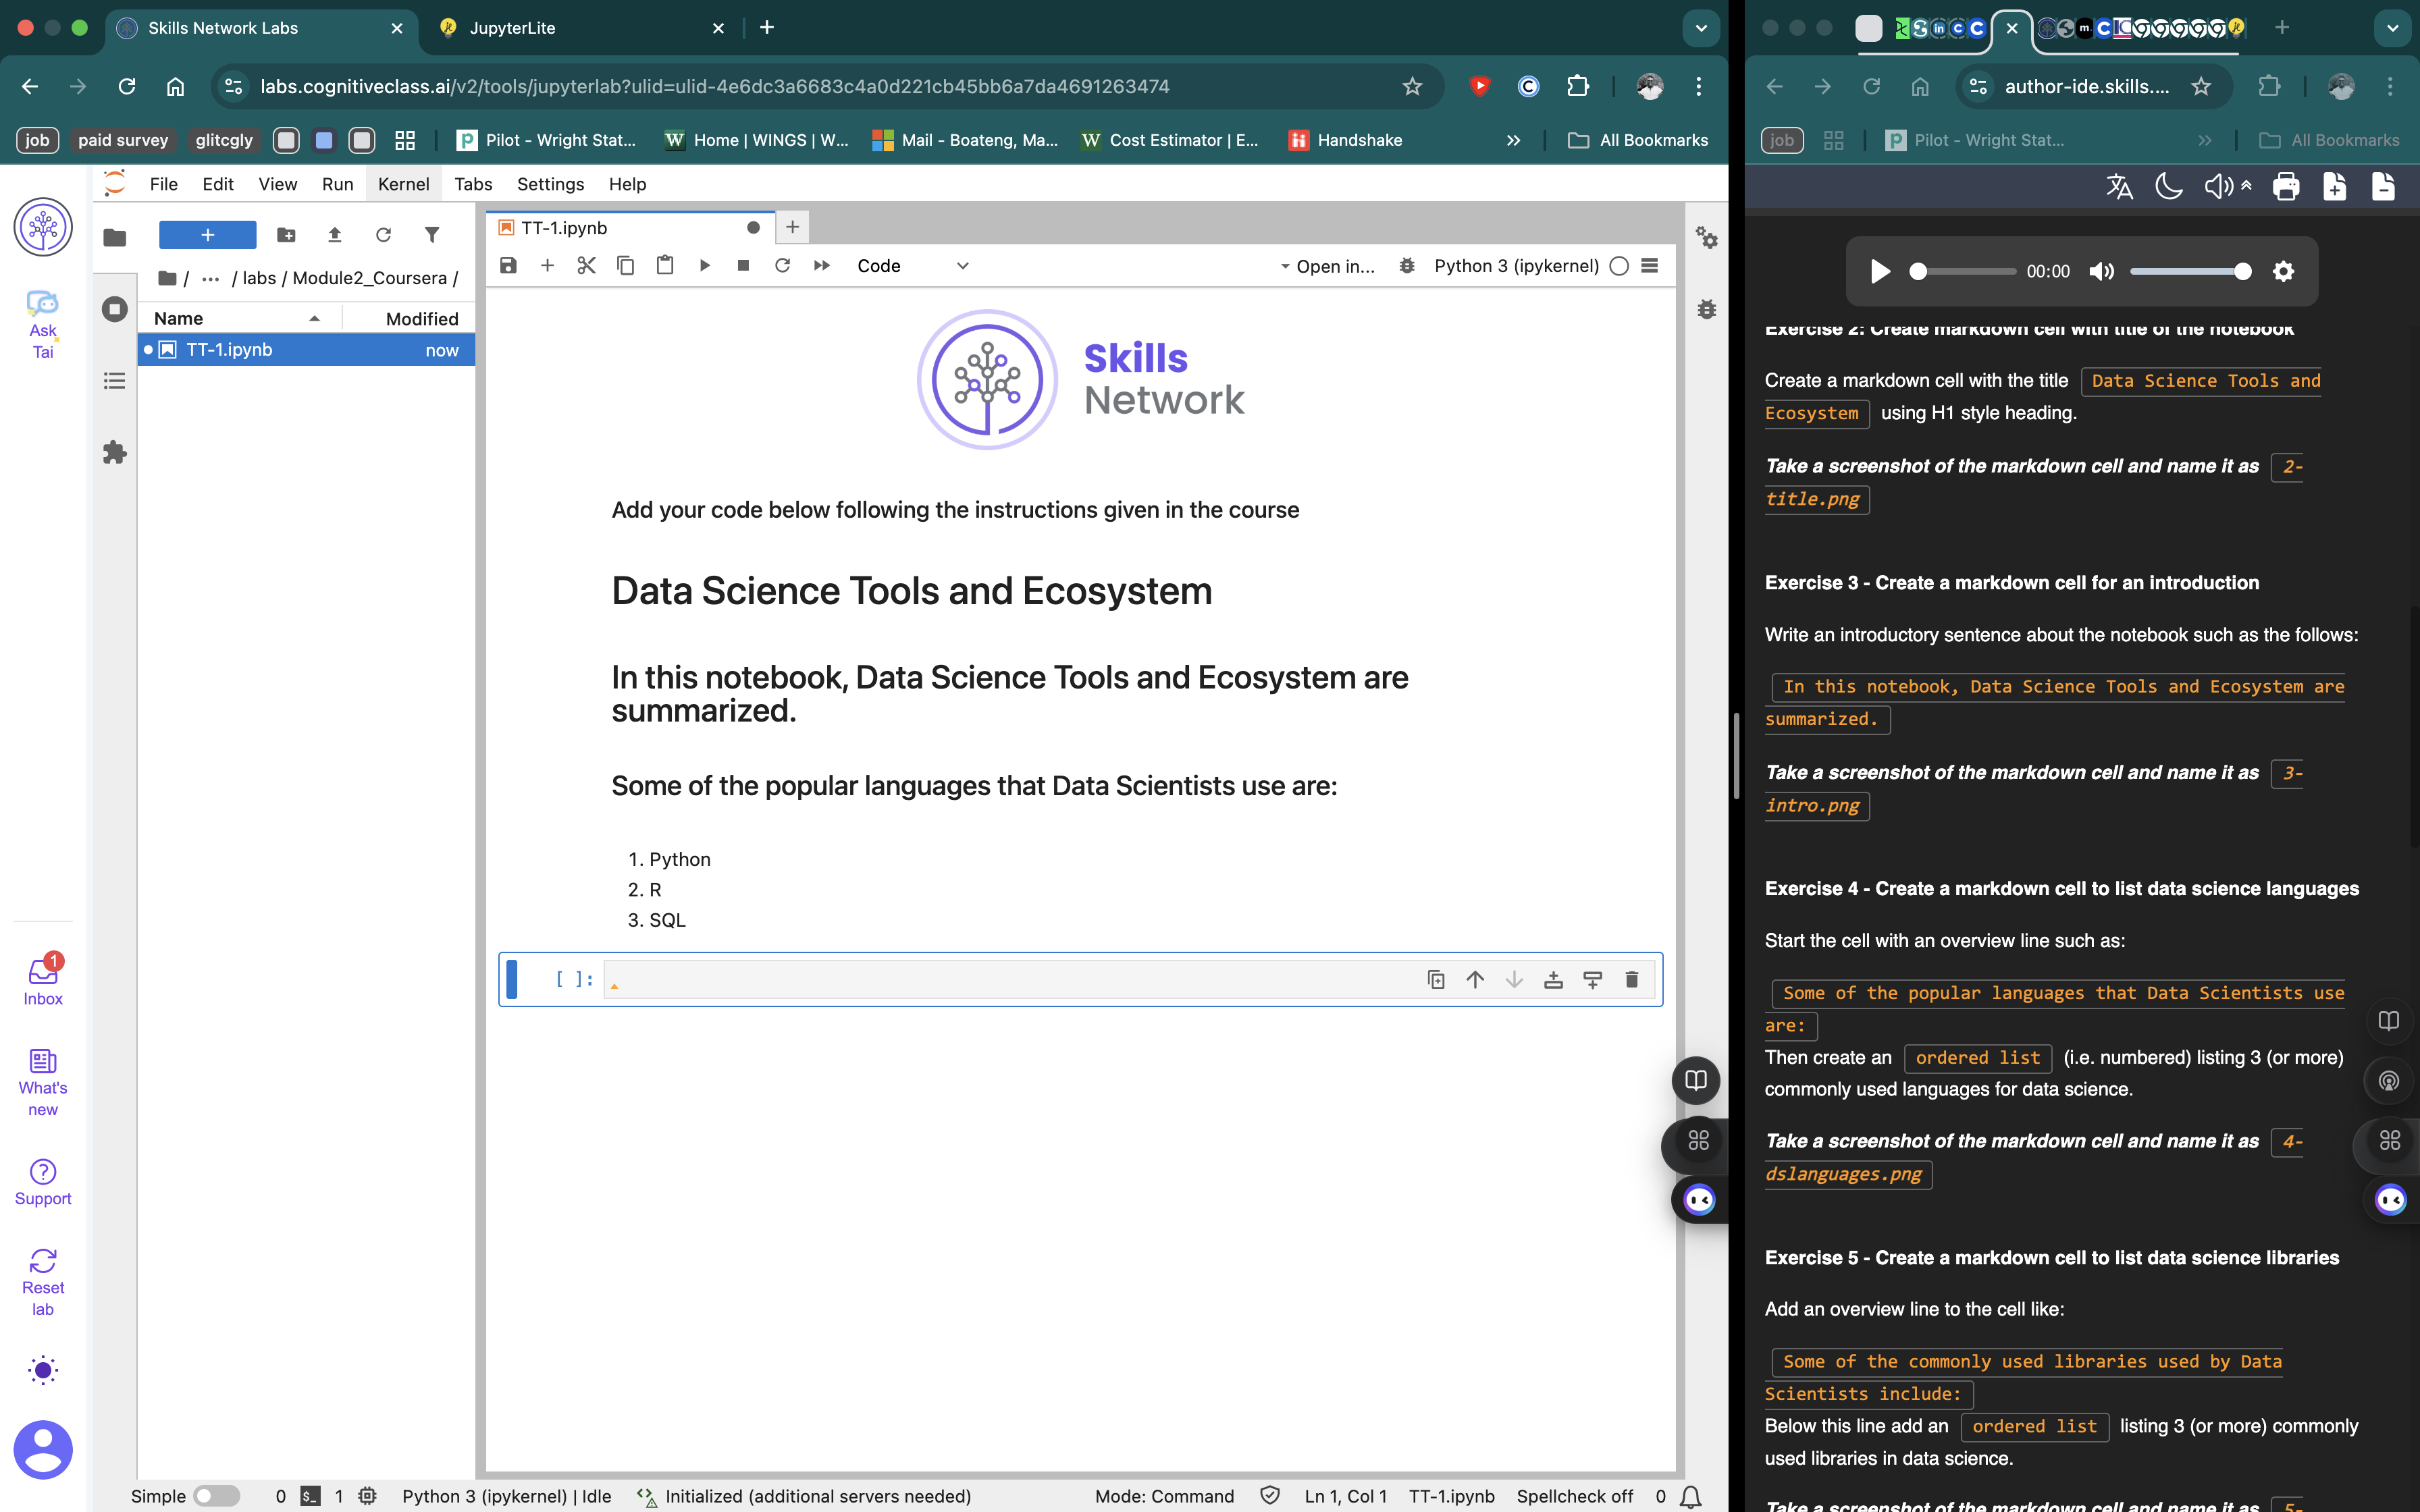 Skills Network Labs
JupyterLite
labs.cognitiveclass.ai/v2/tools/jupyterlab?ulid=ulid-4e6dc3a6683c4a0d221cb45bb6a7da4691263474
job
paid survey
glitcgly
Pilot - Wright Stat...
Home | WINGS | W...
Mail - Boateng, Ma...
Cost Estimator | E...
Handshake
All Bookmarks
File Edit View Run Kernel Tabs Settings Help
Ask
Tai
/ ... / labs / Module2_Coursera /
Name Modified
TT-1.ipynb now
Inbox
1
What's
new
Support
Reset
lab
TT-1.ipynb
Code
Open in...
Python 3 (ipykernel)
Skills
Network
Add your code below following the instructions given in the course
Data Science Tools and Ecosystem
In this notebook, Data Science Tools and Ecosystem are
summarized.
Some of the popular languages that Data Scientists use are:
1. Python
2. R
3. SQL
[ ]:
Simple 0 $_ 1 Python 3 (ipykernel) | Idle Initialized (additional servers needed) Mode: Command Ln 1, Col 1 TT-1.ipynb Spellcheck off 0
author-ide.skills....
job
Pilot - Wright Stat...
All Bookmarks
00:00
Exercise 2: Create markdown cell with title of the notebook
Create a markdown cell with the title Data Science Tools and
Ecosystem using H1 style heading.
Take a screenshot of the markdown cell and name it as 2-
title.png
Exercise 3 - Create a markdown cell for an introduction
Write an introductory sentence about the notebook such as the follows:
In this notebook, Data Science Tools and Ecosystem are
summarized.
Take a screenshot of the markdown cell and name it as 3-
intro.png
Exercise 4 - Create a markdown cell to list data science languages
Start the cell with an overview line such as:
Some of the popular languages that Data Scientists use
are:
Then create an ordered list (i.e. numbered) listing 3 (or more)
commonly used languages for data science.
Take a screenshot of the markdown cell and name it as 4-
dslanguages.png
Exercise 5 - Create a markdown cell to list data science libraries
Add an overview line to the cell like:
Some of the commonly used libraries used by Data
Scientists include:
Below this line add an ordered list listing 3 (or more) commonly
used libraries in data science.
Take a screenshot of the markdown cell and name it as 5-